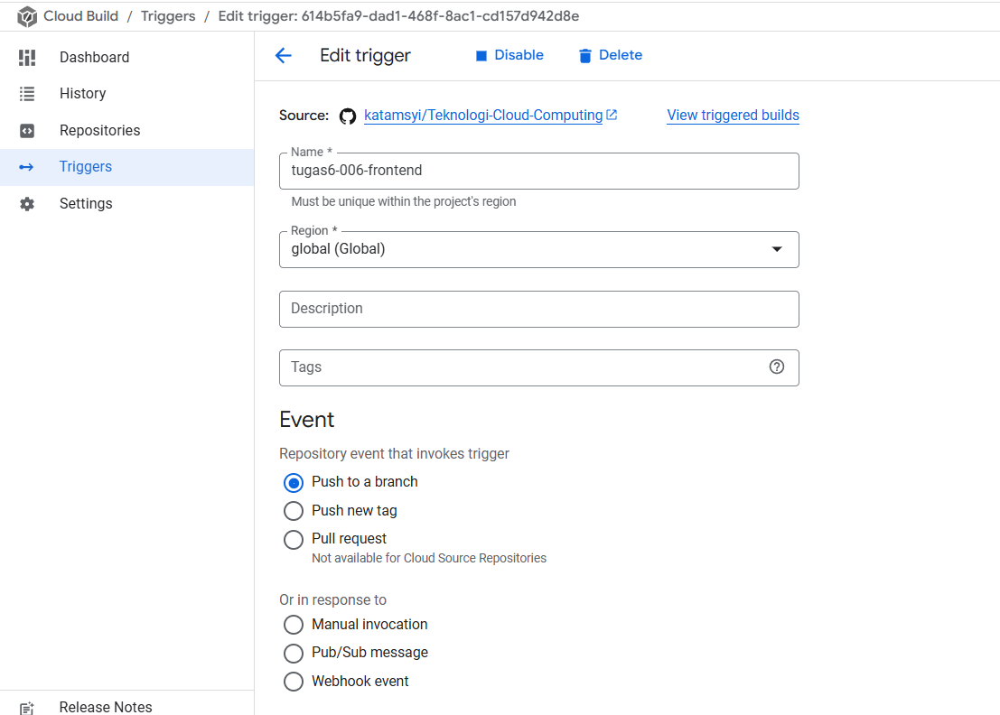 Cloud Build / Triggers / Edit trigger: 614b5fa9-dad1-468f-8ac1-cd157d942d8e
Dashboard
History
Repositories
Triggers
Settings
Release Notes
Edit trigger
Disable
Delete
Source: katamsyi/Teknologi-Cloud-Computing
View triggered builds
Name *
tugas6-006-frontend
Must be unique within the project's region
Region *
global (Global)
Description
Tags
Event
Repository event that invokes trigger
Push to a branch
Push new tag
Pull request
Not available for Cloud Source Repositories
Or in response to
Manual invocation
Pub/Sub message
Webhook event